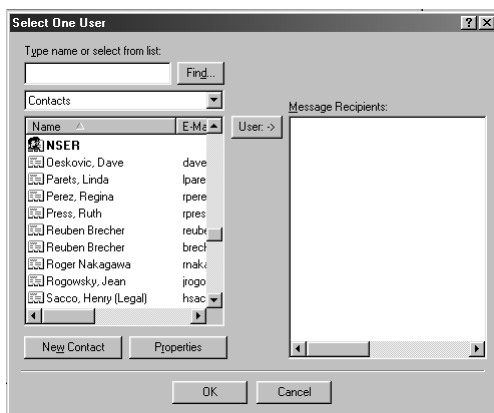 Select One User
Type name or select from list:
Find...
Contacts
Message Recipients:
Name E-Ma
User: ->
NSER
Oeskovic, Dave dave
Parets, Linda lpare
Perez, Regina rpere
Press, Ruth rpres
Reuben Brecher reube
Reuben Brecher brech
Roger Nakagawa rnaka
Rogowsky, Jean jrogo
Sacco, Henry (Legal) hsac
New Contact Properties
OK Cancel